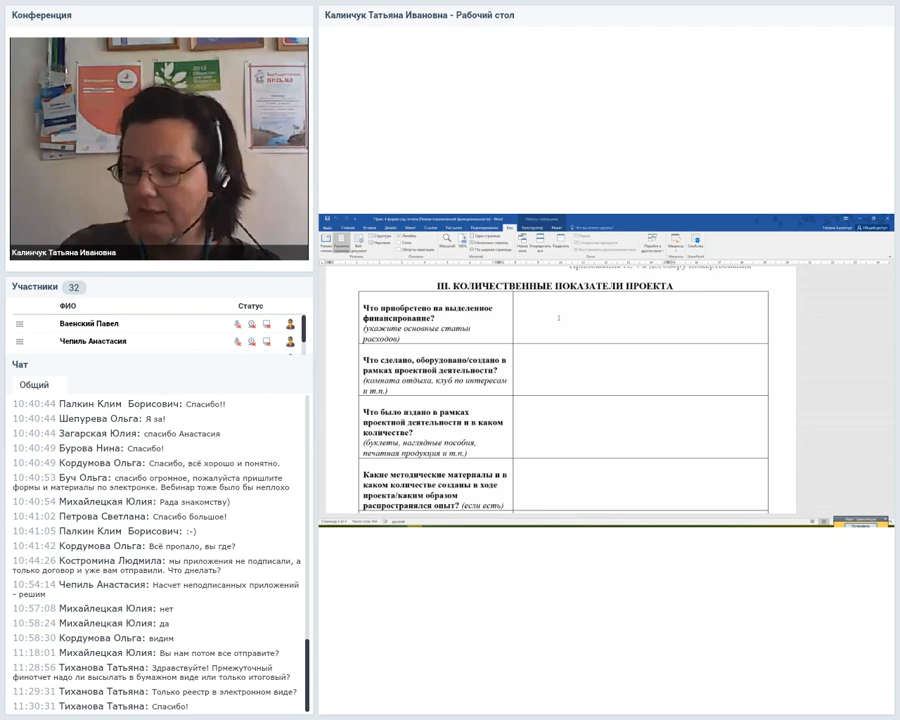 Конференция
Калинчук Татьяна Ивановна - Рабочий стол
Калинчук Татьяна Ивановна
Участники 32
ФИО Статус
Ваенский Павел
Чепиль Анастасия
Чат
Общий
10:40:44 Палкин Клим Борисович: Спасибо!!
10:40:44 Шепурева Ольга: Я за!
10:40:44 Загарская Юлия: спасибо Анастасия
10:40:49 Бурова Нина: Спасибо!
10:40:49 Кордумова Ольга: Спасибо, всё хорошо и понятно.
10:40:53 Буч Ольга: спасибо огромное, пожалуйста пришлите
формы и материалы по электронке. Вебинар тоже было бы неплохо
10:40:54 Михайлецкая Юлия: Рада знакомству)
10:41:02 Петрова Светлана: Спасибо большое!
10:41:05 Палкин Клим Борисович: :-)
10:41:42 Кордумова Ольга: Всё пропало, вы где?
10:44:26 Костромина Людмила: мы приложения не подписали, а
только договор и уже вам отправили. Что днелать?
10:54:14 Чепиль Анастасия: Насчет неподписанных приложений
- решим
10:57:08 Михайлецкая Юлия: нет
10:58:24 Михайлецкая Юлия: да
10:58:30 Кордумова Ольга: видим
11:18:01 Михайлецкая Юлия: Вы нам потом все отправите?
11:28:56 Тиханова Татьяна: Здравствуйте! Прмежуточный
финотчет надо ли высылать в бумажном виде или только итоговый?
11:29:31 Тиханова Татьяна: Только реестр в электронном виде?
11:30:31 Тиханова Татьяна: Спасибо!
III. КОЛИЧЕСТВЕННЫЕ ПОКАЗАТЕЛИ ПРОЕКТА
Что приобретено на выделенное
финансирование?
(укажите основные статьи
расходов)
Что сделано, оборудовано/создано в
рамках проектной деятельности?
(комната отдыха, клуб по интересам
и т.п.)
Что было издано в рамках
проектной деятельности и в каком
количестве?
(буклеты, наглядные пособия,
печатная продукция и т.п.)
Какие методические материалы и в
каком количестве созданы в ходе
проекта/каким образом
распространялся опыт? (если есть)